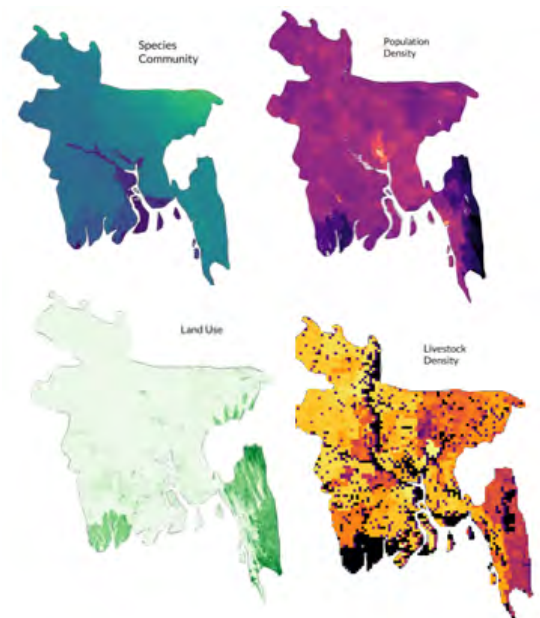 Species
Community
Population
Density
Land Use
Livestock
Density